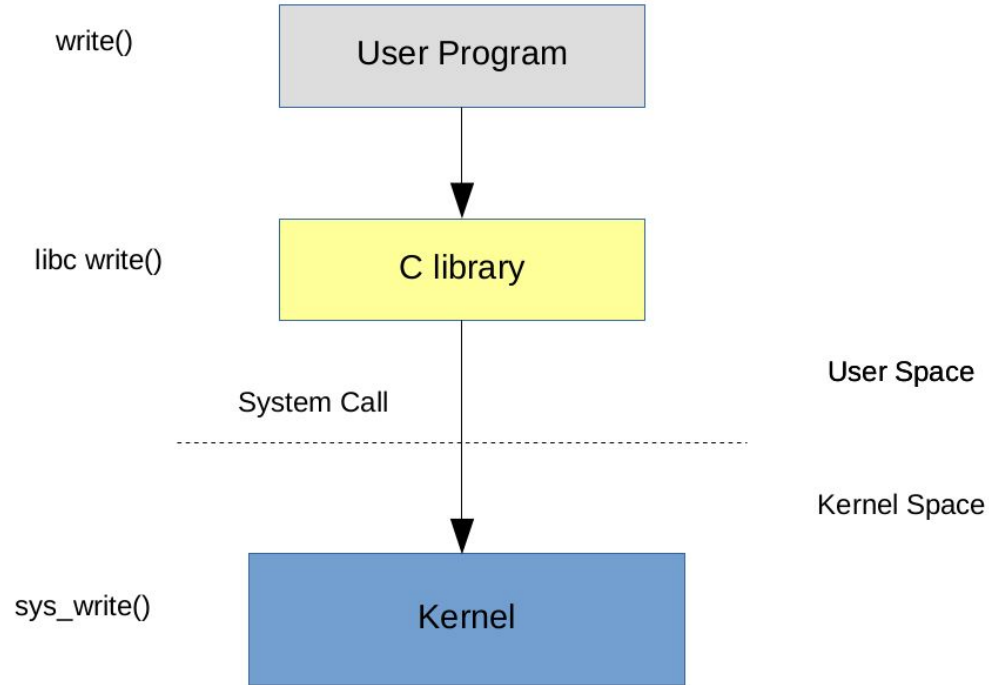 write()
User Program
libc write()
C library
System Call
User Space
Kernel Space
sys_write()
Kernel